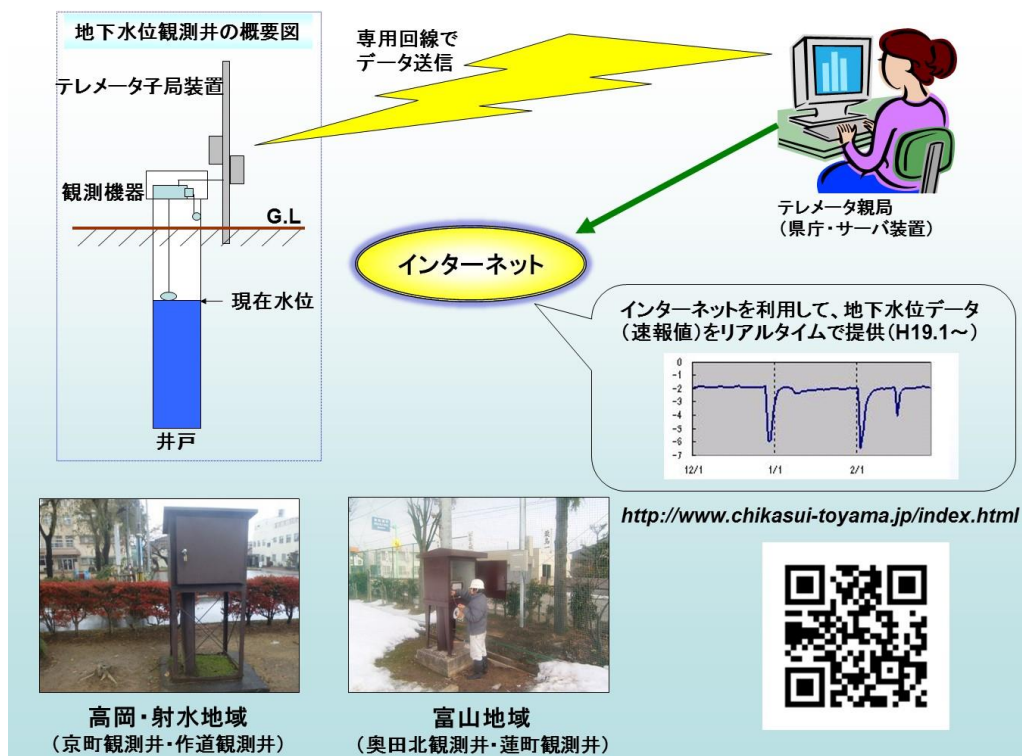 地下水位観測井の概要図
テレメータ子局装置
観測機器
G.L
現在水位
井戸
専用回線で
データ送信
テレメータ親局
（県庁・サーバ装置）
インターネット
インターネットを利用して、地下水位データ
（速報値）をリアルタイムで提供（H19.1～）
0
-1
-2
-3
-4
-5
-6
-7
12/1 1/1 2/1
http://www.chikasui-toyama.jp/index.html
高岡・射水地域
（京町観測井・作道観測井）
富山地域
（奥田北観測井・蓮町観測井）